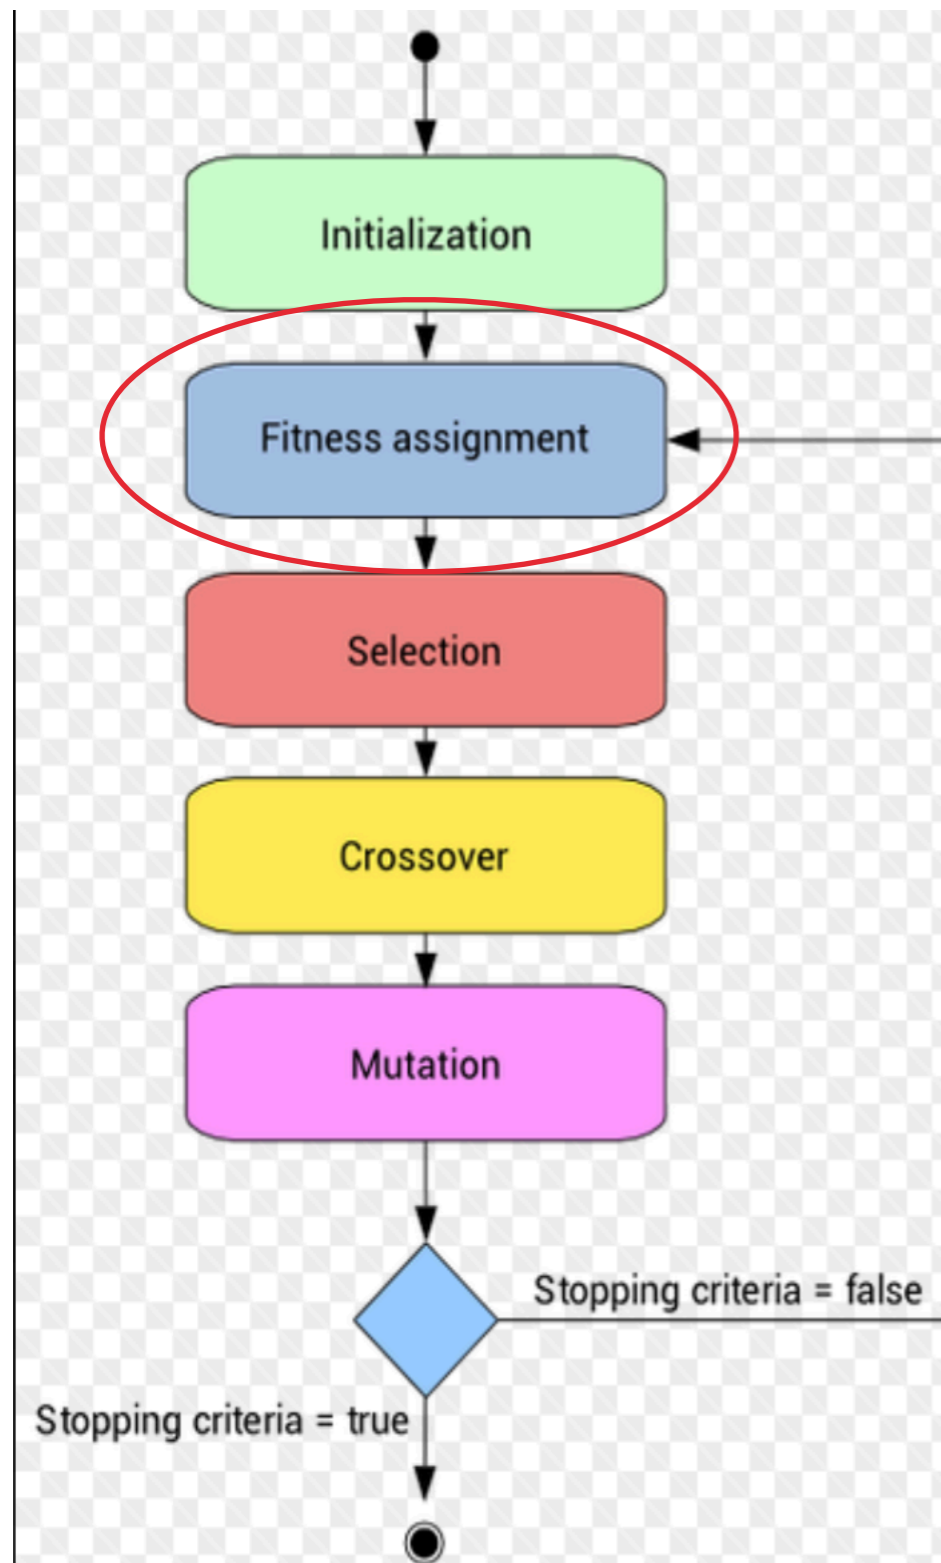 Initialization
Fitness assignment
Selection
Crossover
Mutation
Stopping criteria = false
Stopping criteria = true